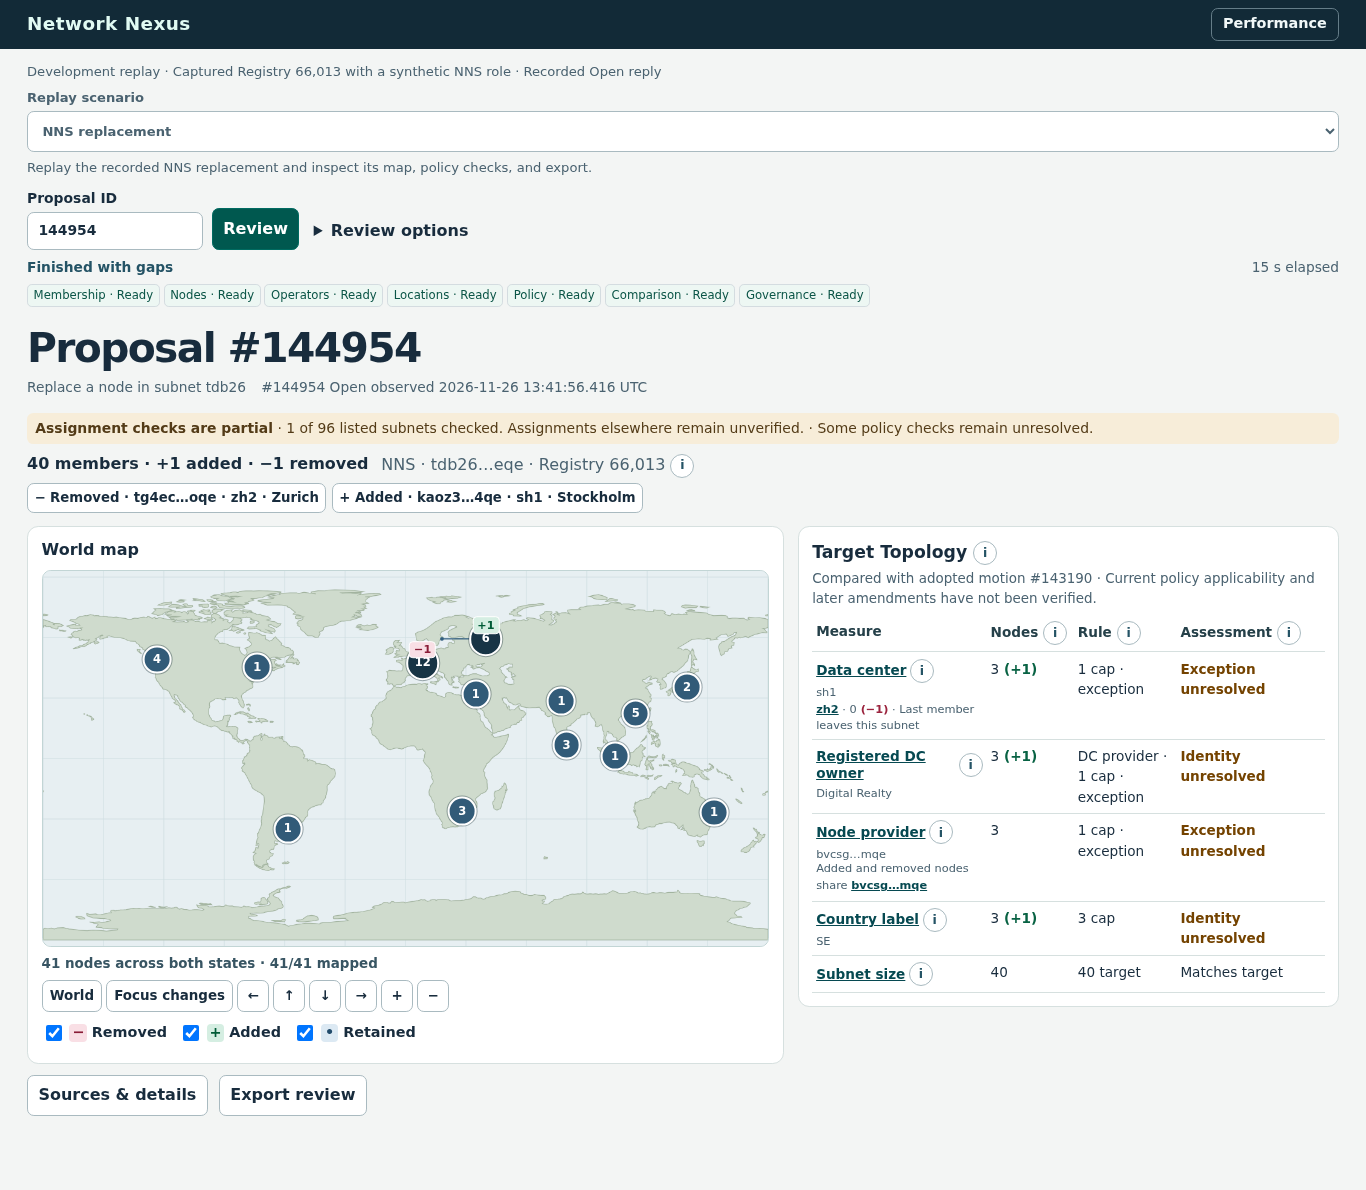 Network Nexus
Performance
Development replay · Captured Registry 66,013 with a synthetic NNS role · Recorded Open reply
Replay scenario
NNS replacement
Replay the recorded NNS replacement and inspect its map, policy checks, and export.
Proposal ID
144954
Review
▶ Review options
Finished with gaps
15 s elapsed
Membership · Ready
Nodes · Ready
Operators · Ready
Locations · Ready
Policy · Ready
Comparison · Ready
Governance · Ready
Proposal #144954
Replace a node in subnet tdb26 #144954 Open observed 2026-11-26 13:41:56.416 UTC
Assignment checks are partial · 1 of 96 listed subnets checked. Assignments elsewhere remain unverified. · Some policy checks remain unresolved.
40 members · +1 added · −1 removed NNS · tdb26…eqe · Registry 66,013 i
− Removed · tg4ec…oqe · zh2 · Zurich
+ Added · kaoz3…4qe · sh1 · Stockholm
World map
+1
6
−1
12
4
1
1
1
2
5
3
1
3
1
1
41 nodes across both states · 41/41 mapped
World
Focus changes
←
↑
↓
→
+
−
− Removed
+ Added
• Retained
Target Topology i
Compared with adopted motion #143190 · Current policy applicability and
later amendments have not been verified.
Measure
Nodes i
Rule i
Assessment i
Data center i
sh1
zh2 · 0 (−1) · Last member
leaves this subnet
3 (+1)
1 cap ·
exception
Exception
unresolved
Registered DC
owner
i
Digital Realty
3 (+1)
DC provider ·
1 cap ·
exception
Identity
unresolved
Node provider i
bvcsg…mqe
Added and removed nodes
share bvcsg…mqe
3
1 cap ·
exception
Exception
unresolved
Country label i
SE
3 (+1)
3 cap
Identity
unresolved
Subnet size i
40
40 target
Matches target
Sources & details
Export review